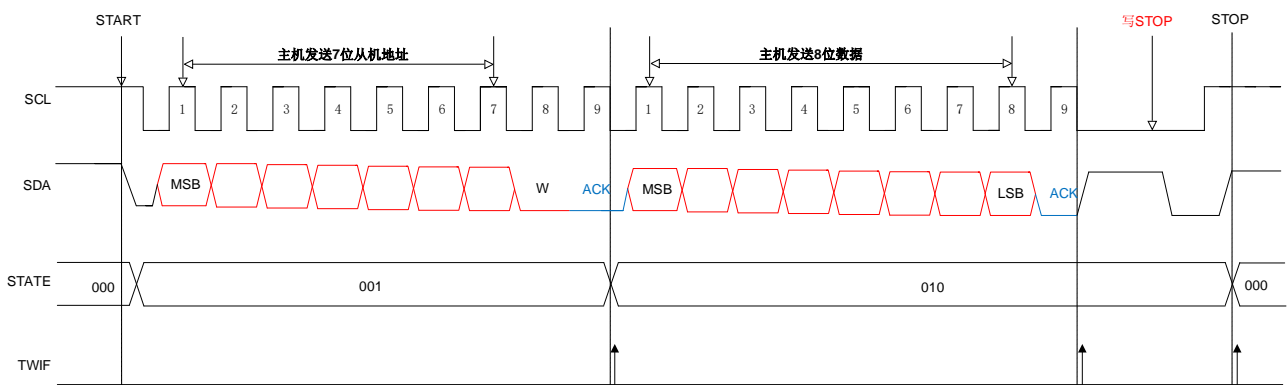 START
写STOP
STOP
主机发送7位从机地址
主机发送8位数据
SCL
1 2 3 4 5 6 7 8 9 1 2 3 4 5 6 7 8 9
SDA
MSB
W
ACK
MSB
LSB
ACK
STATE
000
001
010
000
TWIF